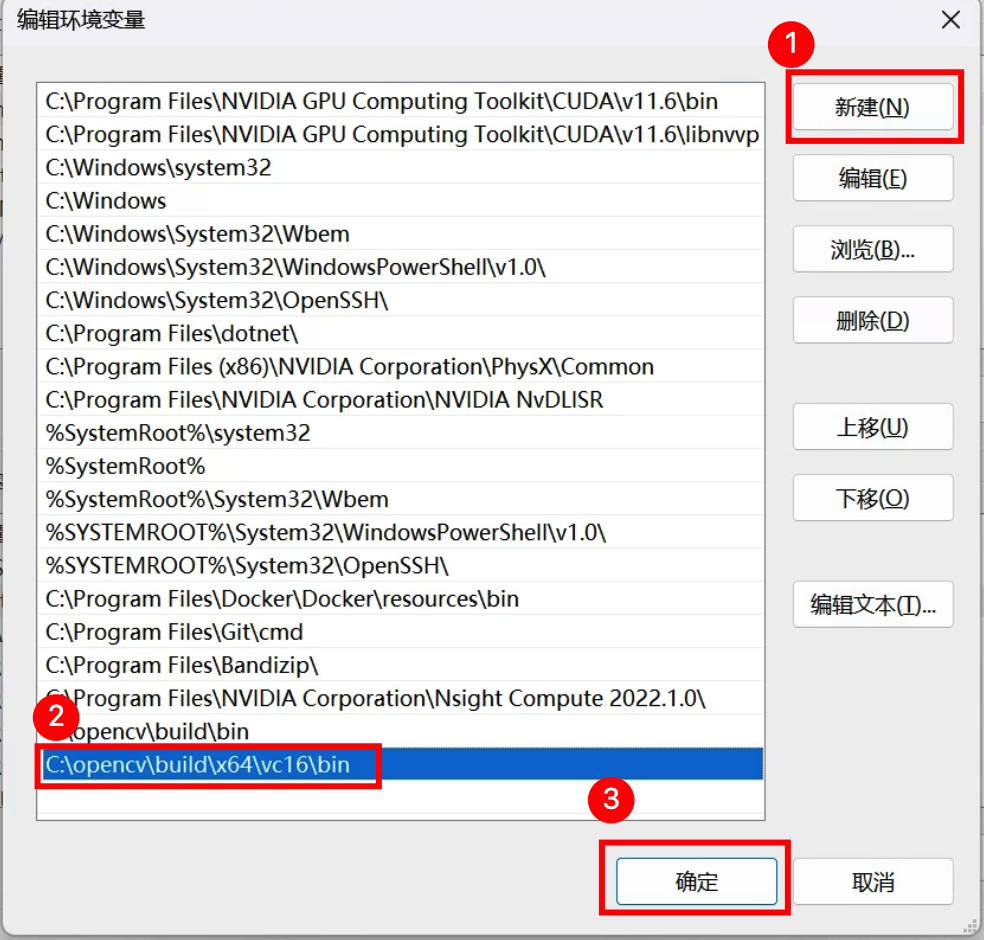 编辑环境变量
1
C:\Program Files\NVIDIA GPU Computing Toolkit\CUDA\v11.6\bin
新建(N)
C:\Program Files\NVIDIA GPU Computing Toolkit\CUDA\v11.6\libnvvp
C:\Windows\system32
编辑(E)
C:\Windows
C:\Windows\System32\Wbem
浏览(B)...
C:\Windows\System32\WindowsPowerShell\v1.0\
C:\Windows\System32\OpenSSH\
删除(D)
C:\Program Files\dotnet\
C:\Program Files (x86)\NVIDIA Corporation\PhysX\Common
C:\Program Files\NVIDIA Corporation\NVIDIA NvDLISR
上移(U)
%SystemRoot%\system32
%SystemRoot%
%SystemRoot%\System32\Wbem
下移(O)
%SYSTEMROOT%\System32\WindowsPowerShell\v1.0\
%SYSTEMROOT%\System32\OpenSSH\
C:\Program Files\Docker\Docker\resources\bin
编辑文本(T)...
C:\Program Files\Git\cmd
C:\Program Files\Bandizip\
C:\Program Files\NVIDIA Corporation\Nsight Compute 2022.1.0\
2
\opencv\build\bin
C:\opencv\build\x64\vc16\bin
3
确定
取消